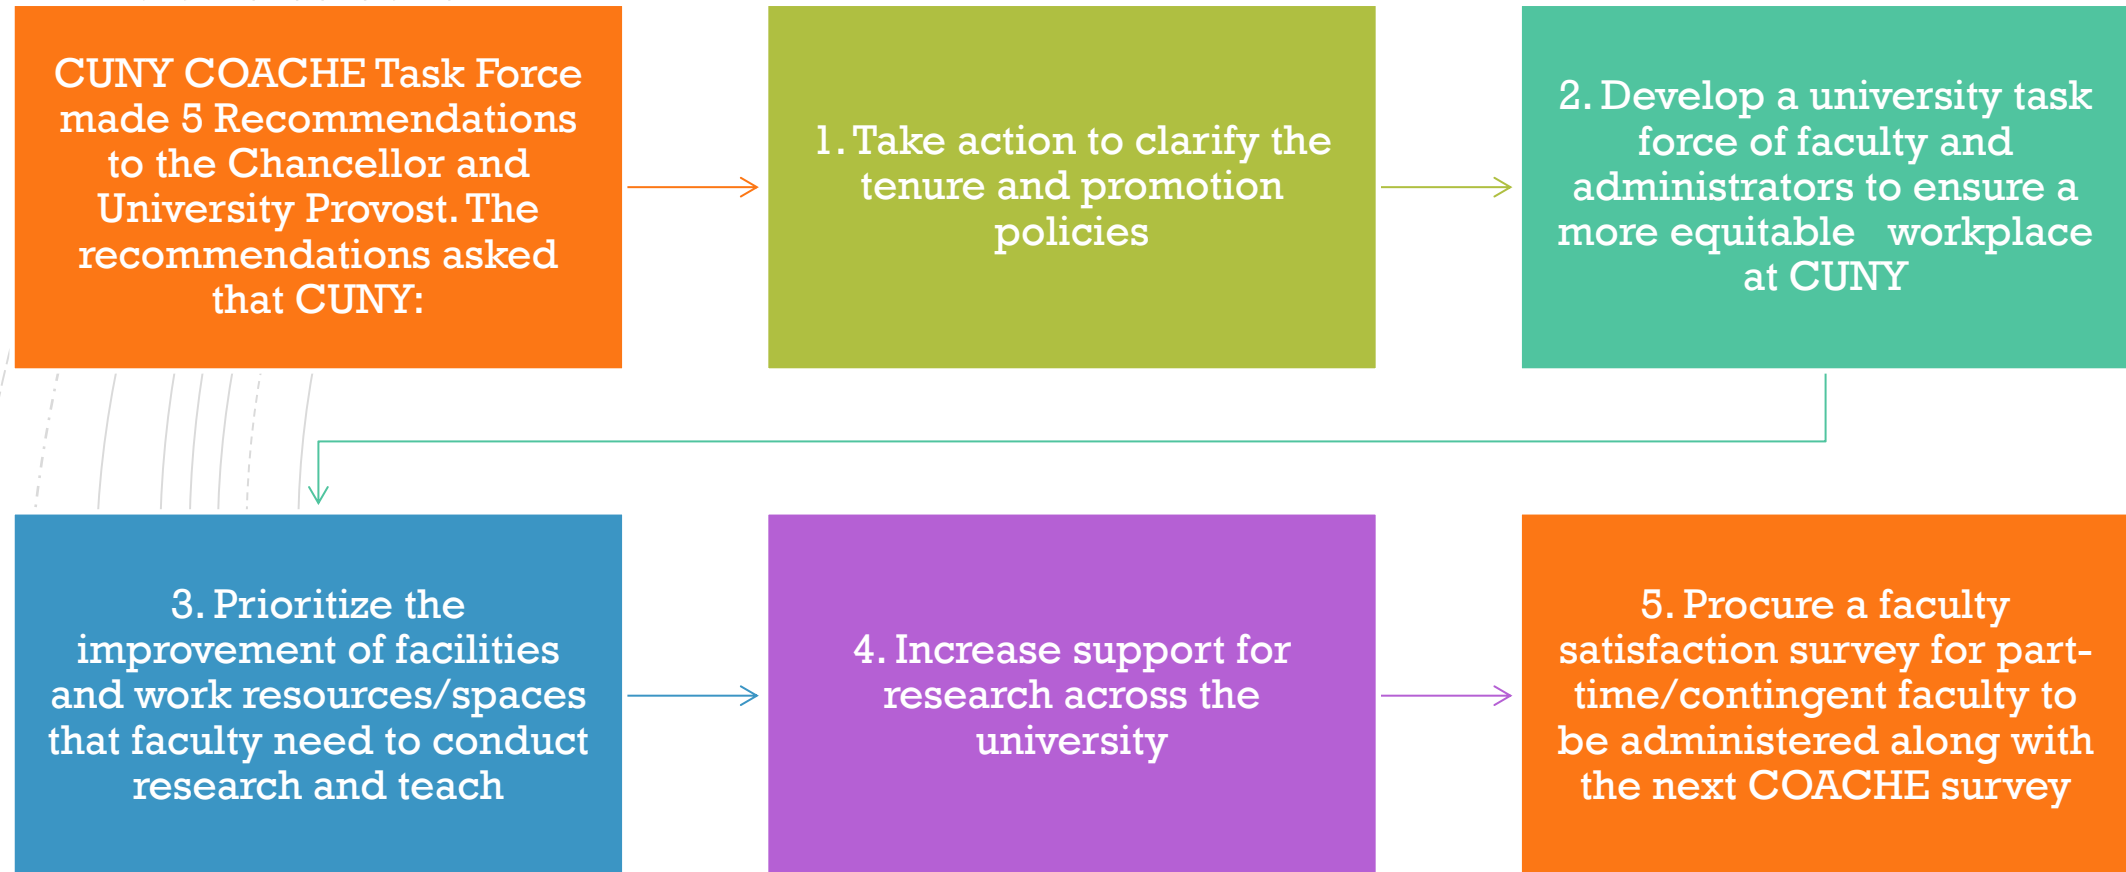 CUNY COACHE Task Force
made 5 Recommendations
to the Chancellor and
University Provost. The
recommendations asked
that CUNY:
1. Take action to clarify the
tenure and promotion
policies
2. Develop a university task
force of faculty and
administrators to ensure a
more equitable   workplace
at CUNY
3. Prioritize the
improvement of facilities
and work resources/spaces
that faculty need to conduct
research and teach
4. Increase support for
research across the
university
5. Procure a faculty
satisfaction survey for part-
time/contingent faculty to
be administered along with
the next COACHE survey